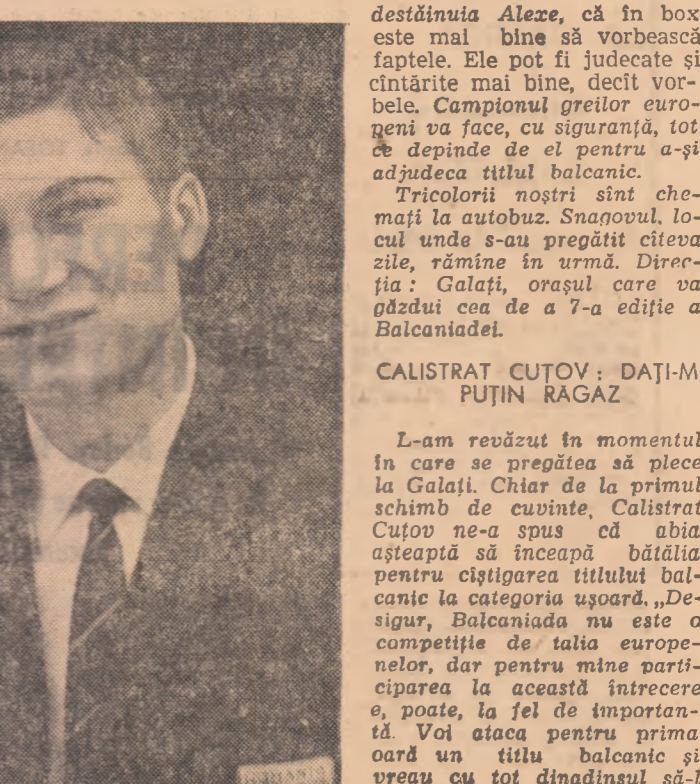 destăinuia Alexe, că în box
este mai bine să vorbească
faptele. Ele pot fi judecate și
cîntărite mai bine, decît vor-
bele. Campionul greilor euro-
peni va face, cu siguranță, tot
ce depinde de el pentru a-și
adjudeca titlul balcanic.
Tricolorii noștri sînt che-
mați la autobuz. Snagovul, lo-
cul unde s-au pregătit cîteva
zile, rămîne în urmă. Direc-
ția : Galați, orașul care va
găzdui cea de a 7-a ediție a
Balcaniadei.
CALISTRAT CUȚOV : DAȚI-M
PUȚIN RĂGAZ
L-am revăzut în momentul
în care se pregătea să plece
la Galați. Chiar de la primul
schimb de cuvinte, Calistrat
Cuțov ne-a spus că abia
așteaptă să înceapă bătălia
pentru cîștigarea titlului bal-
canic la categoria ușoară. „De-
sigur, Balcaniada nu este o
competiție de talia europe-
nelor, dar pentru mine parti-
ciparea la această întrecere
e, poate, la fel de importan-
tă. Voi ataca pentru prima
oară un titlu balcanic și
vreau cu tot dinadinsul să-l